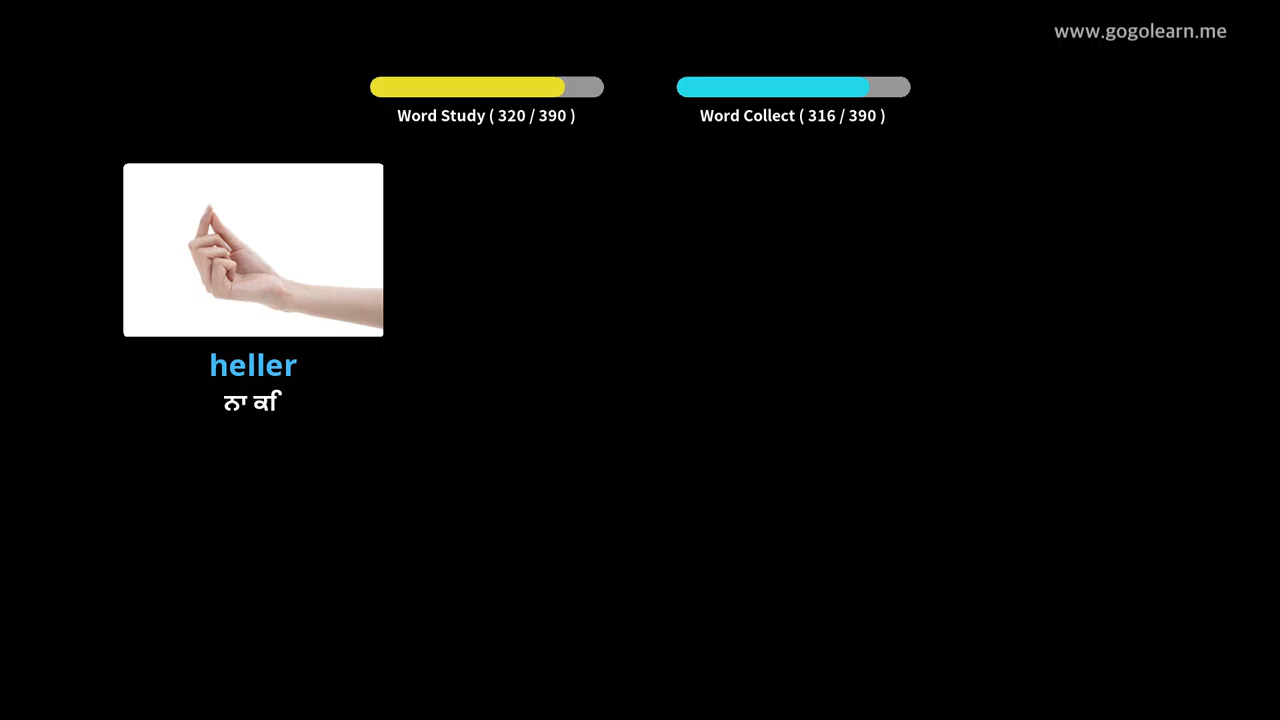 www.gogolearn.me
Word Study ( 320 / 390 )
Word Collect ( 316 / 390 )
heller
ਨਾ ਕਿ